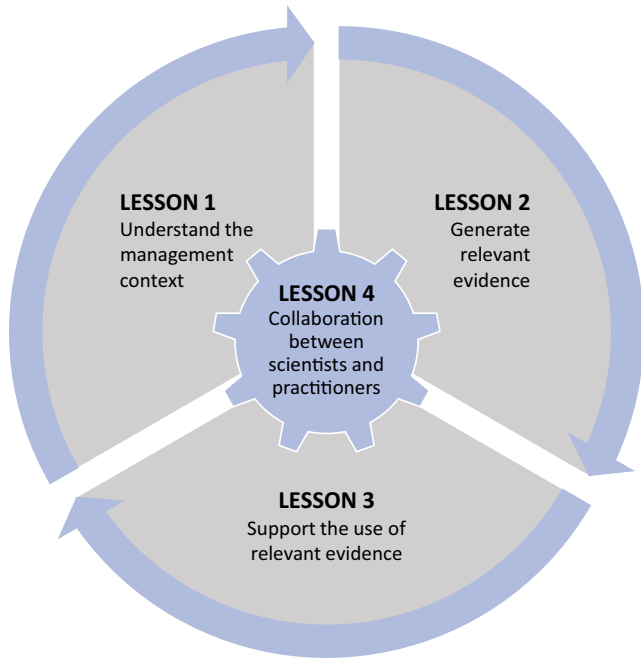 LESSON 1
Understand the
management
context
LESSON 2
Generate
relevant
evidence
LESSON 4
Collaboration
between
scientists and
practitioners
LESSON 3
Support the use of
relevant evidence